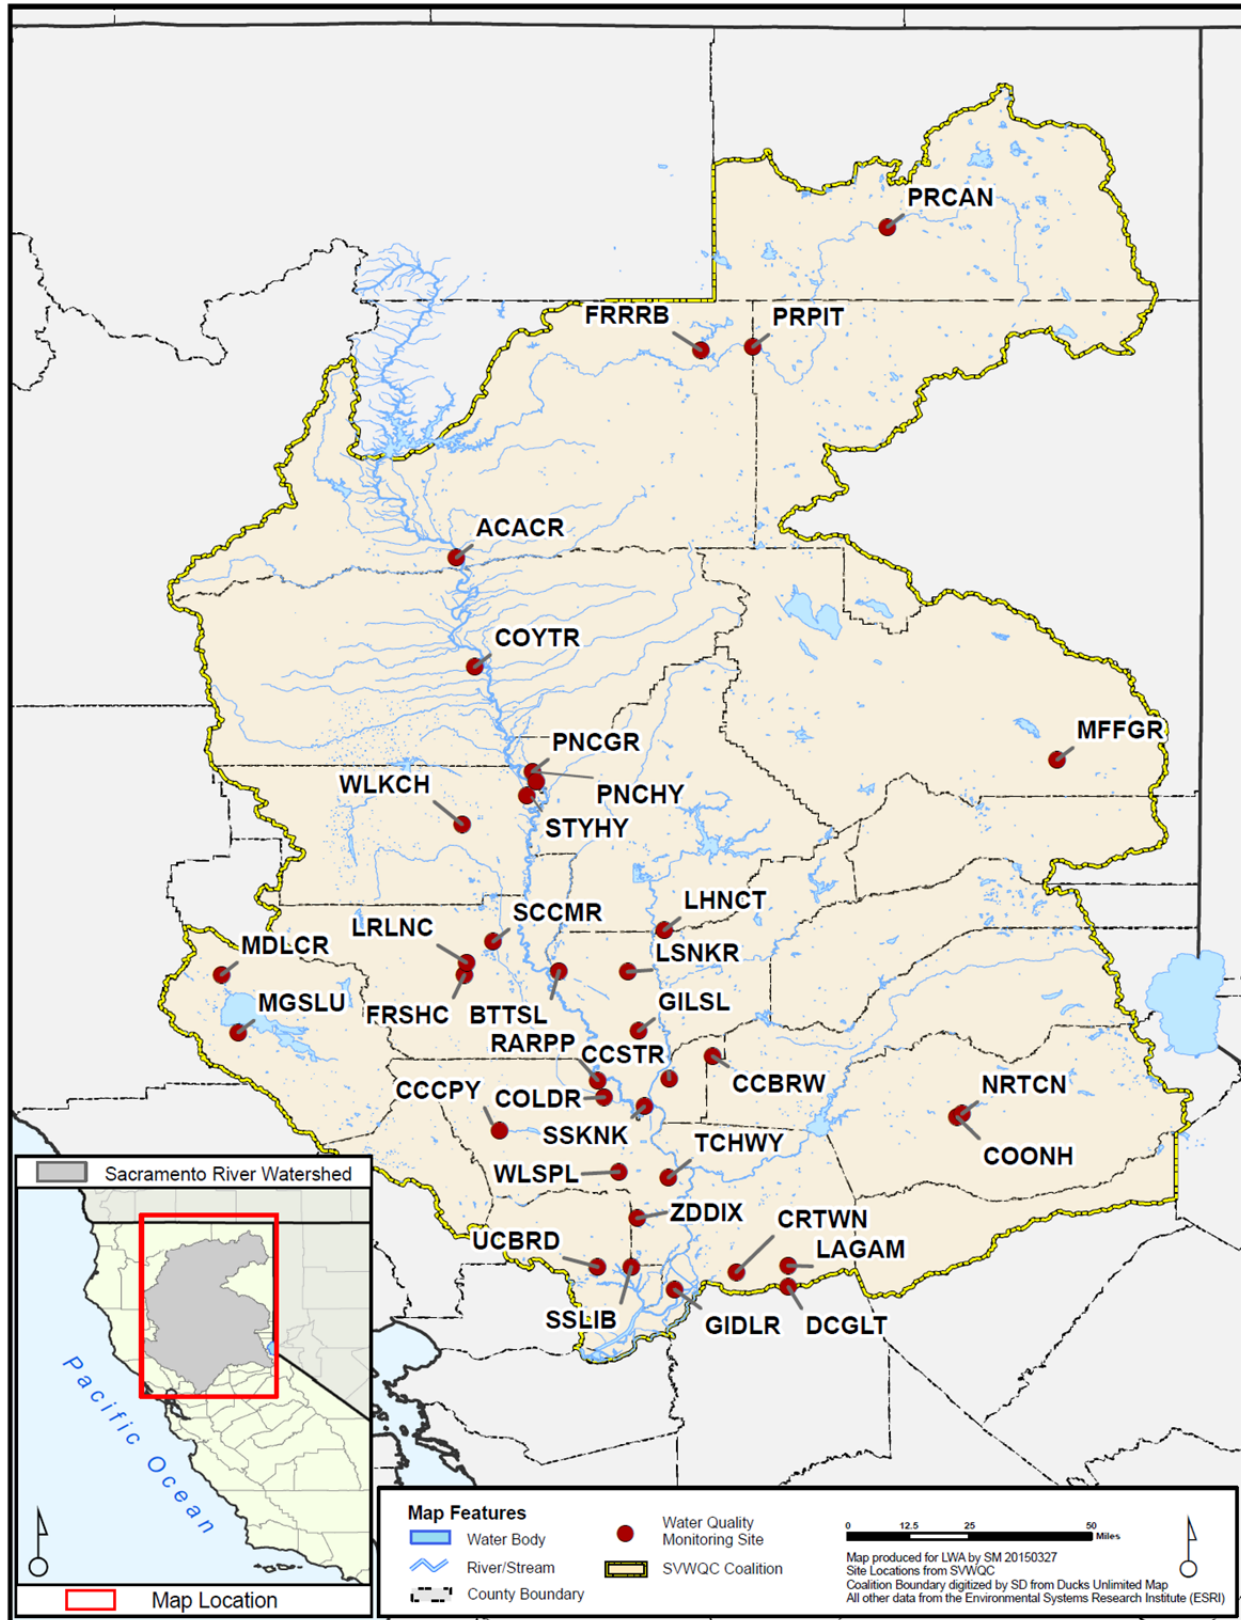 PRCAN
FRRRB
PRPIT
ACACR
COYTR
MFFGR
PNCGR
WLKCH
PNCHY
STYHY
LHNCT
SCCMR
LRLNC
MDLCR
LSNKR
MGSLU
FRSHC
BTTSL
GILSL
RARPP
CCSTR
CCBRW
CCCPY
COLDR
NRTCN
SSKNK
TCHWY
COONH
WLSPL
ZDDIX
CRTWN
UCBRD
LAGAM
SSLIB
GIDLR
DCGLT
Sacramento River Watershed
Pacific Ocean
Map Location
Map Features
Water Body
River/Stream
County Boundary
Water Quality
Monitoring Site
SVWQC Coalition
0 12.5 25 50
Miles
Map produced for LWA by SM 20150327
Site Locations from SVWQC
Coalition Boundary digitized by SD from Ducks Unlimited Map
All other data from the Environmental Systems Research Institute (ESRI)